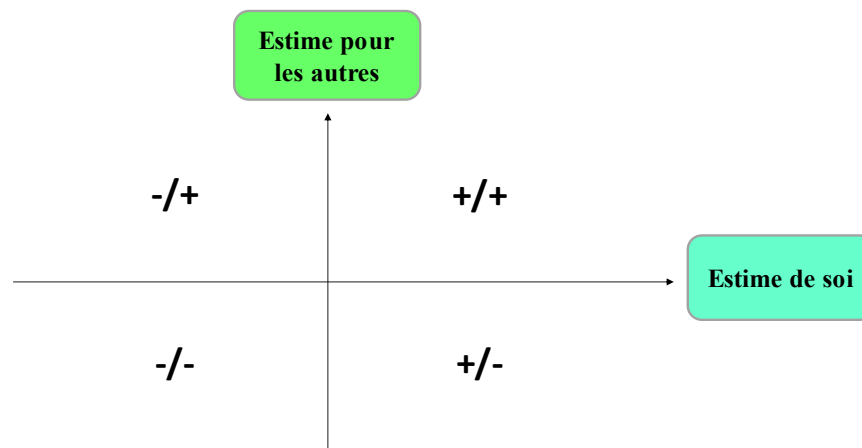 Estime pour
les autres
-/+
+/+
Estime de soi
-/-
+/-